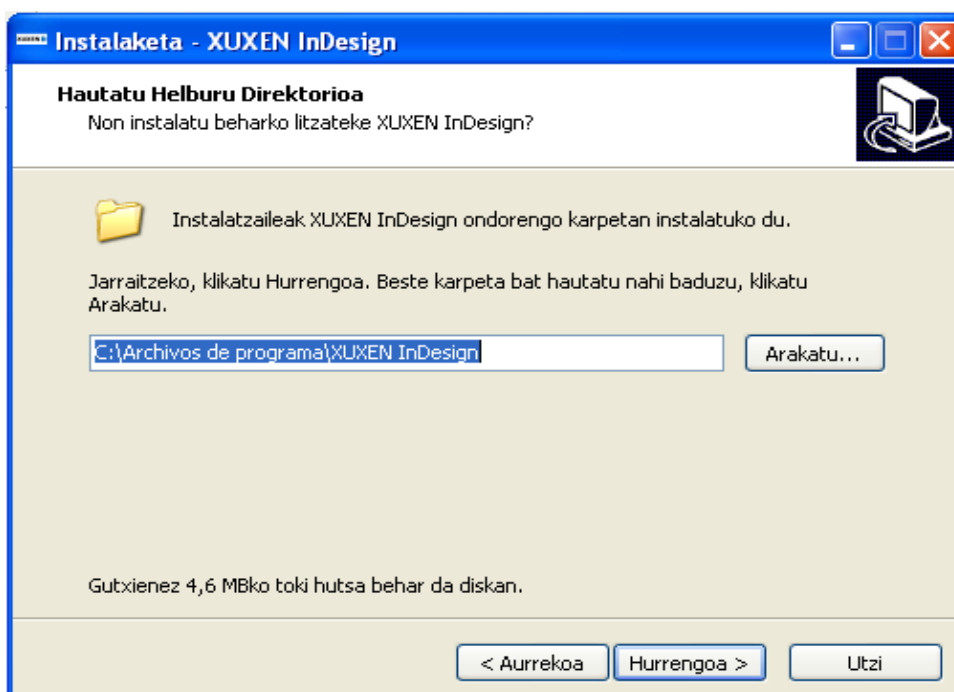 Instalaketa - XUXEN InDesign
Hautatu Helburu Direktorioa
Non instalatu beharko litzateke XUXEN InDesign?
Instalatzaileak XUXEN InDesign ondorengo karpetan instalatuko du.
Jarraitzeko, klikatu Hurrengoa. Beste karpeta bat hautatu nahi baduzu, klikatu
Arakatu.
C:\Archivos de programa\XUXEN InDesign
Arakatu...
Gutxienez 4,6 MBko toki hutsa behar da diskan.
< Aurrekoa
Hurrengoa >
Utzi